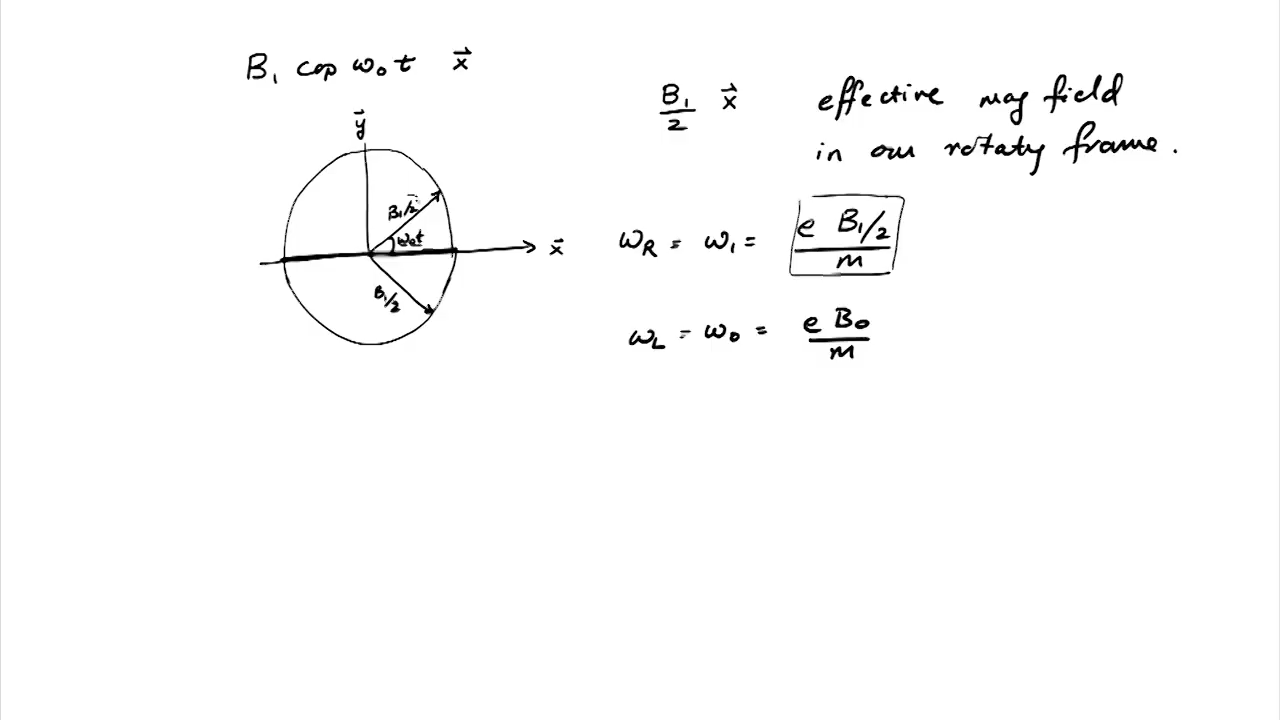 B₁ cos ω₀t x⃗
y⃗
B₁/2
ω₀t
x⃗
B₁/2
B₁/2 x⃗ effective mag field
in our rotatig frame.
ω_R = ω₁ = e B₁/2 / m
ω_L = ω₀ = e B₀ / m